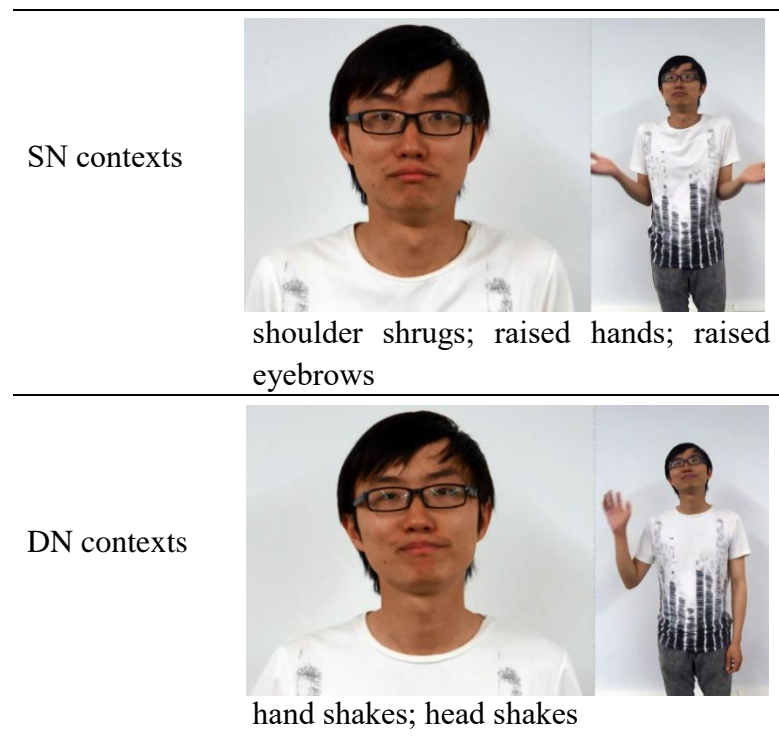 SN contexts
shoulder shrugs; raised hands; raised
eyebrows
DN contexts
hand shakes; head shakes